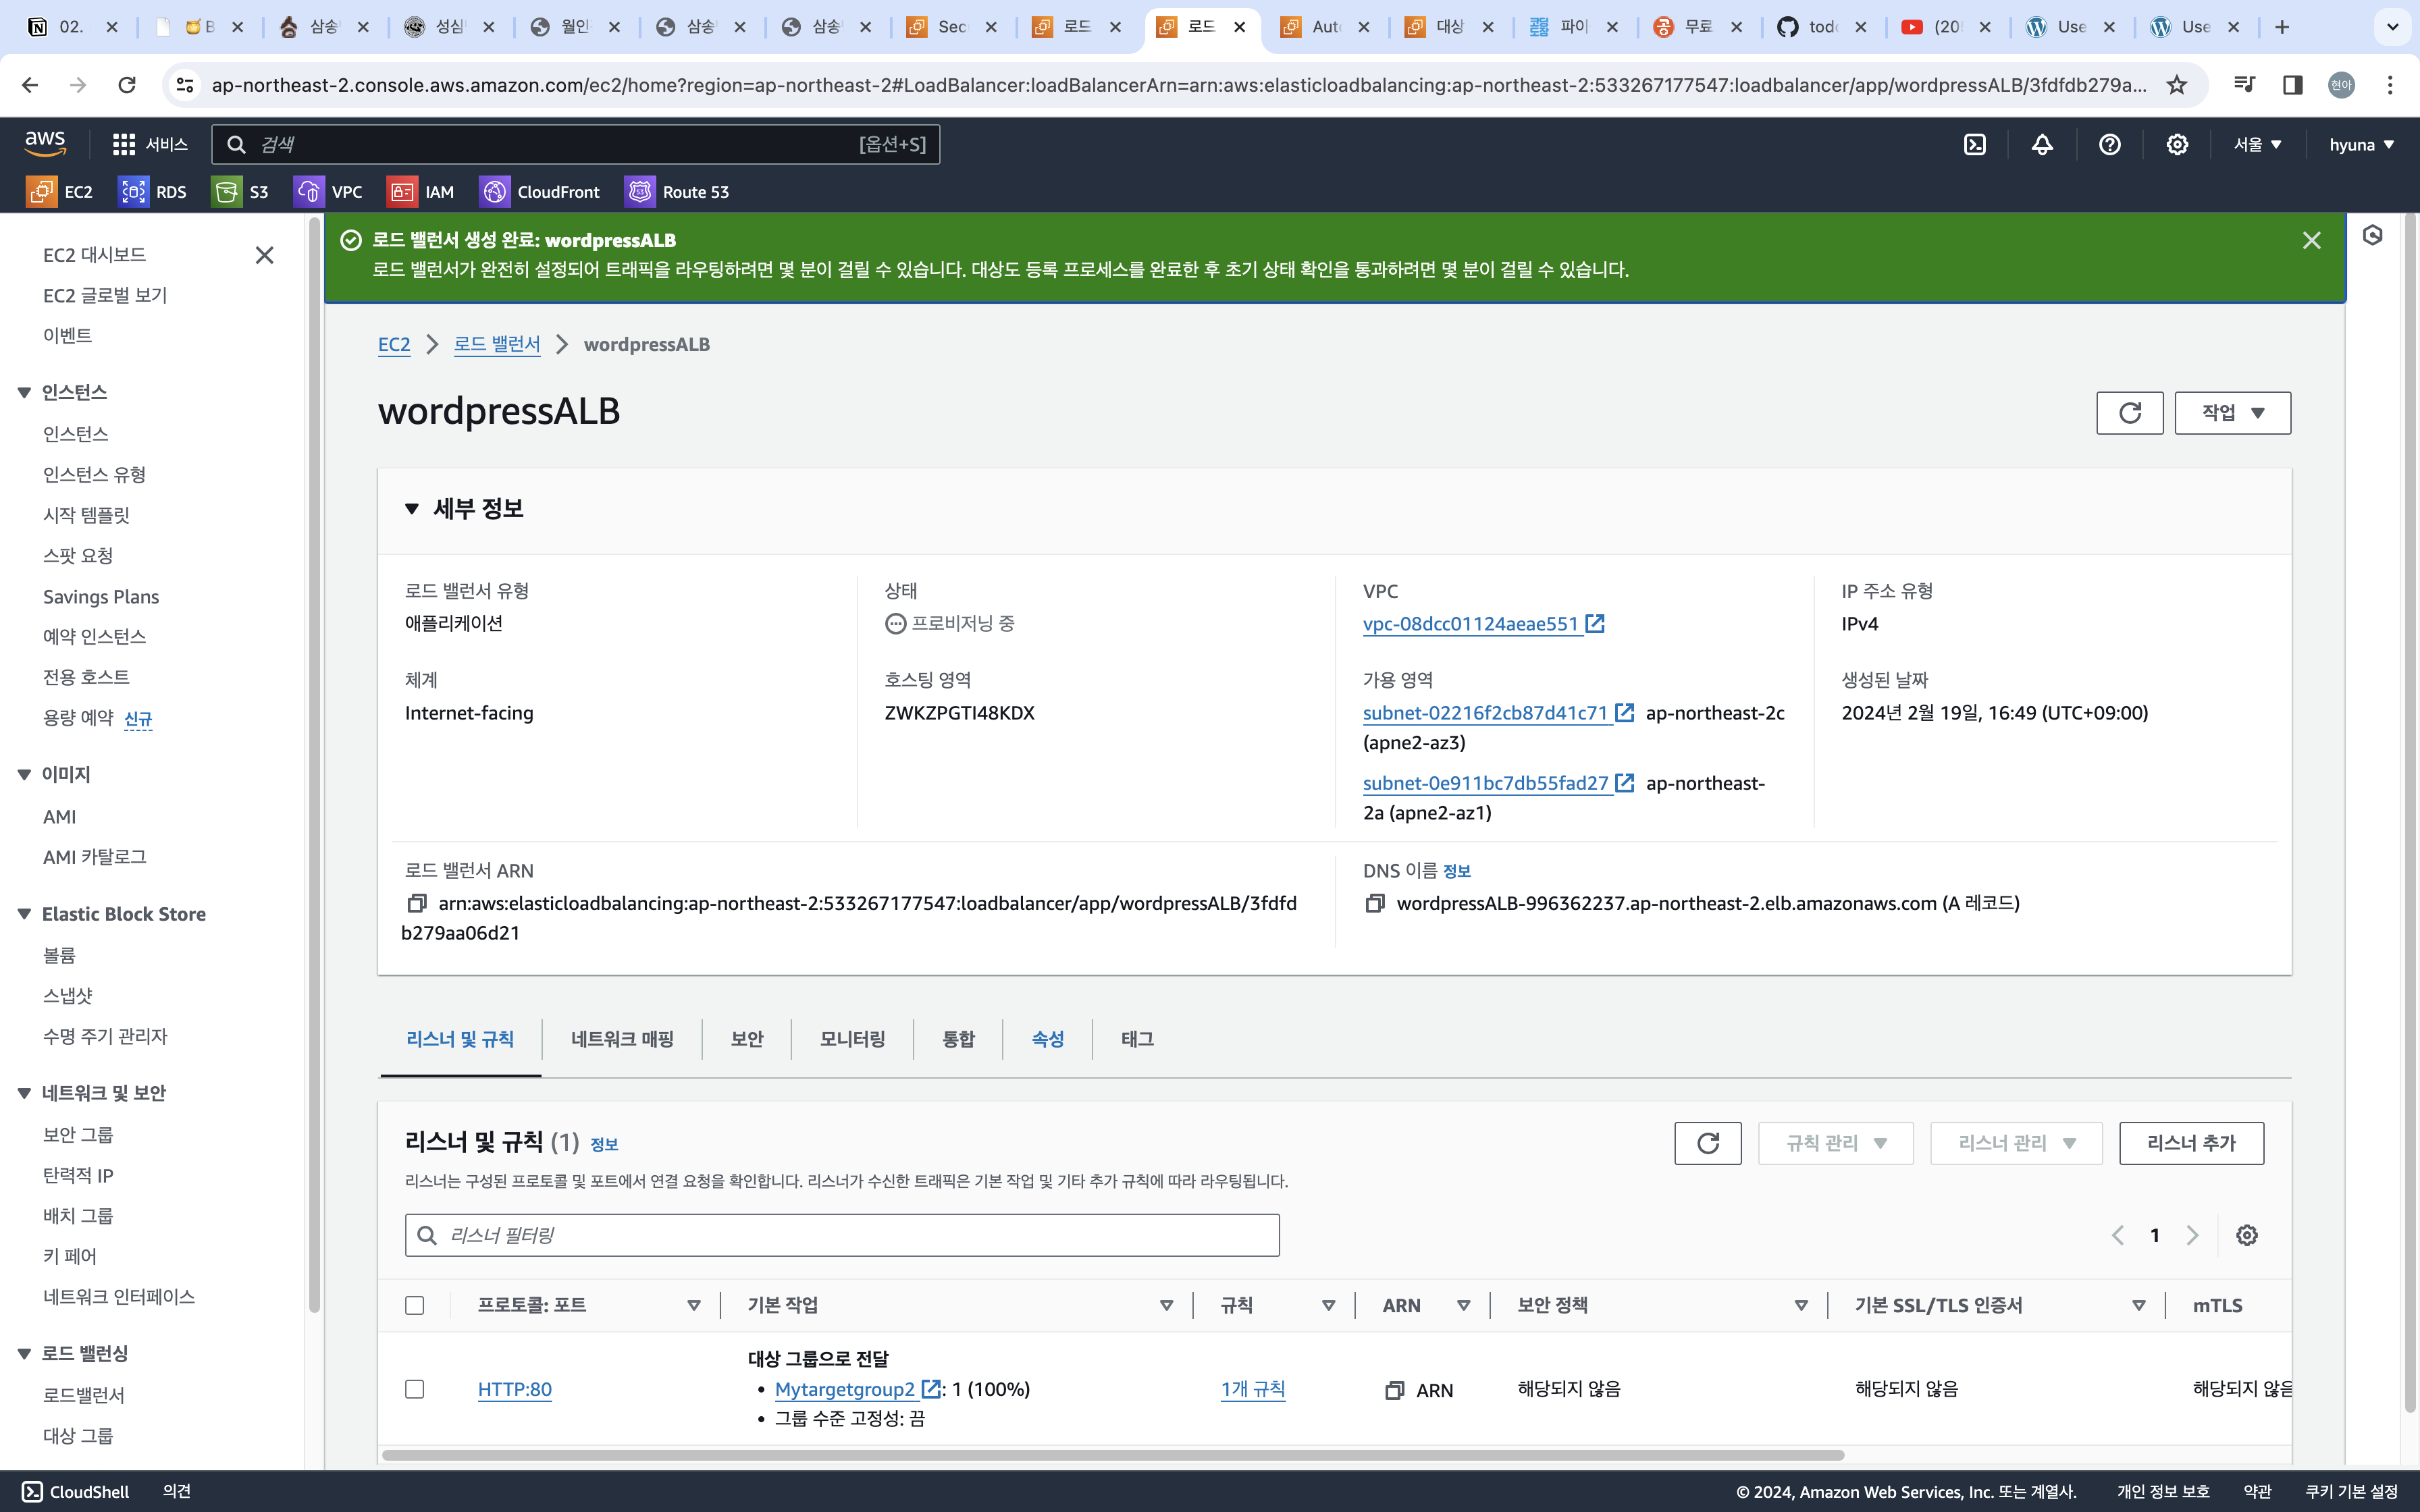 02.
B
삼송
성심
월인
삼송
삼송
Sec
로드
로드
Aut
대상
파이
무료
todo
(20
Use
Use
ap-northeast-2.console.aws.amazon.com/ec2/home?region=ap-northeast-2#LoadBalancer:loadBalancerArn=arn:aws:elasticloadbalancing:ap-northeast-2:533267177547:loadbalancer/app/wordpressALB/3fdfdb279a...
현아
aws
서비스
검색
[옵션+S]
서울
hyuna
EC2
RDS
S3
VPC
IAM
CloudFront
Route 53
EC2 대시보드
EC2 글로벌 보기
이벤트
인스턴스
인스턴스
인스턴스 유형
시작 템플릿
스팟 요청
Savings Plans
예약 인스턴스
전용 호스트
용량 예약 신규
이미지
AMI
AMI 카탈로그
Elastic Block Store
볼륨
스냅샷
수명 주기 관리자
네트워크 및 보안
보안 그룹
탄력적 IP
배치 그룹
키 페어
네트워크 인터페이스
로드 밸런싱
로드밸런서
대상 그룹
로드 밸런서 생성 완료: wordpressALB
로드 밸런서가 완전히 설정되어 트래픽을 라우팅하려면 몇 분이 걸릴 수 있습니다. 대상도 등록 프로세스를 완료한 후 초기 상태 확인을 통과하려면 몇 분이 걸릴 수 있습니다.
EC2 > 로드 밸런서 > wordpressALB
wordpressALB
작업
세부 정보
로드 밸런서 유형
애플리케이션
상태
프로비저닝 중
VPC
vpc-08dcc01124aeae551
IP 주소 유형
IPv4
체계
Internet-facing
호스팅 영역
ZWKZPGTI48KDX
가용 영역
subnet-02216f2cb87d41c71 ap-northeast-2c
(apne2-az3)
subnet-0e911bc7db55fad27 ap-northeast-
2a (apne2-az1)
생성된 날짜
2024년 2월 19일, 16:49 (UTC+09:00)
로드 밸런서 ARN
arn:aws:elasticloadbalancing:ap-northeast-2:533267177547:loadbalancer/app/wordpressALB/3fdfd
b279aa06d21
DNS 이름 정보
wordpressALB-996362237.ap-northeast-2.elb.amazonaws.com (A 레코드)
리스너 및 규칙
네트워크 매핑
보안
모니터링
통합
속성
태그
리스너 및 규칙 (1) 정보
규칙 관리
리스너 관리
리스너 추가
리스너는 구성된 프로토콜 및 포트에서 연결 요청을 확인합니다. 리스너가 수신한 트래픽은 기본 작업 및 기타 추가 규칙에 따라 라우팅됩니다.
리스너 필터링
1
프로토콜: 포트
기본 작업
규칙
ARN
보안 정책
기본 SSL/TLS 인증서
mTLS
HTTP:80
대상 그룹으로 전달
• Mytargetgroup2: 1 (100%)
• 그룹 수준 고정성: 끔
1개 규칙
ARN
해당되지 않음
해당되지 않음
해당되지 않음
CloudShell
의견
© 2024, Amazon Web Services, Inc. 또는 계열사.
개인 정보 보호
약관
쿠키 기본 설정